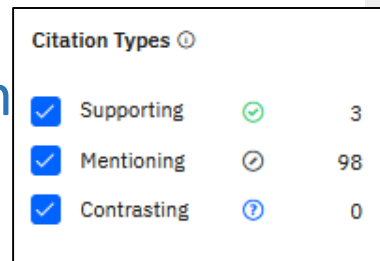 Citation Types
n
Supporting 3
Mentioning 98
Contrasting 0